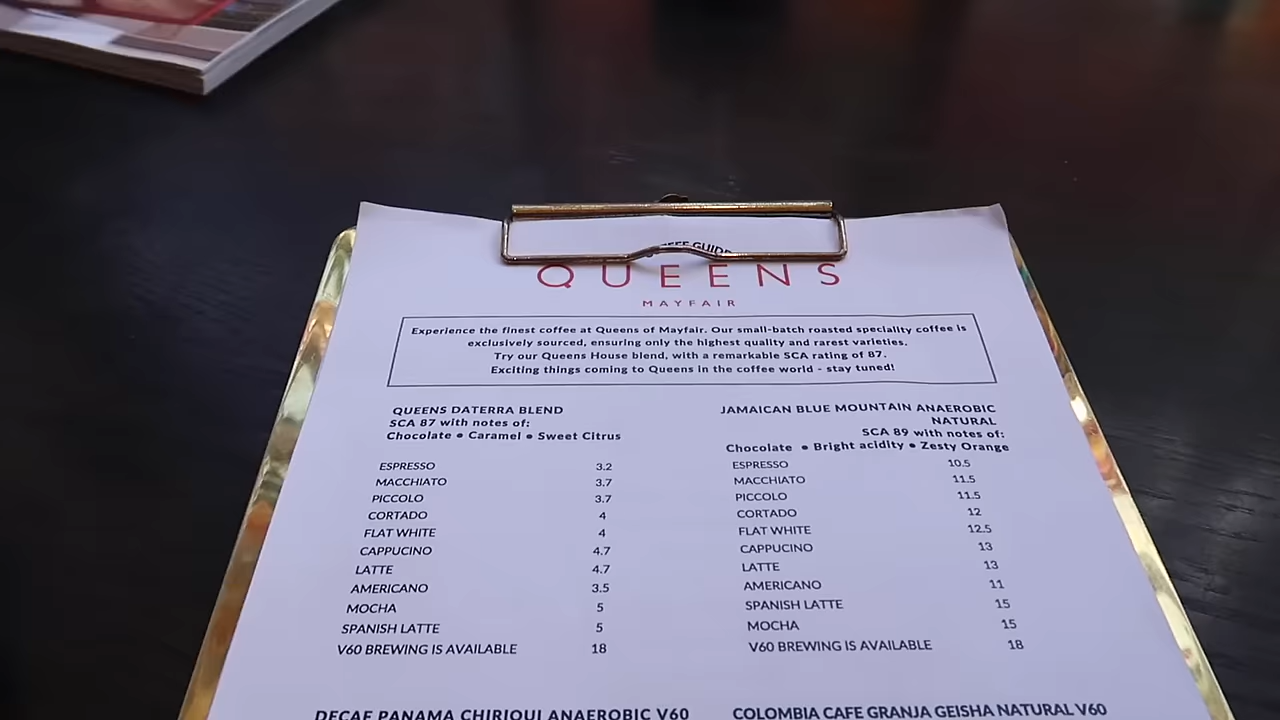 GUIDE
QUEENS
MAYFAIR
Experience the finest coffee at Queens of Mayfair. Our small-batch roasted speciality coffee is
exclusively sourced, ensuring only the highest quality and rarest varieties.
Try our Queens House blend, with a remarkable SCA rating of 87.
Exciting things coming to Queens in the coffee world - stay tuned!
QUEENS DATERRA BLEND
SCA 87 with notes of:
Chocolate ● Caramel ● Sweet Citrus
ESPRESSO 3.2
MACCHIATO 3.7
PICCOLO 3.7
CORTADO 4
FLAT WHITE 4
CAPPUCINO 4.7
LATTE 4.7
AMERICANO 3.5
MOCHA 5
SPANISH LATTE 5
V60 BREWING IS AVAILABLE 18
JAMAICAN BLUE MOUNTAIN ANAEROBIC
NATURAL
SCA 89 with notes of:
Chocolate ● Bright acidity ● Zesty Orange
ESPRESSO 10.5
MACCHIATO 11.5
PICCOLO 11.5
CORTADO 12
FLAT WHITE 12.5
CAPPUCINO 13
LATTE 13
AMERICANO 11
SPANISH LATTE 15
MOCHA 15
V60 BREWING IS AVAILABLE 18
DECAF PANAMA CHIRIQUI ANAEROBIC V60
COLOMBIA CAFE GRANJA GEISHA NATURAL V60